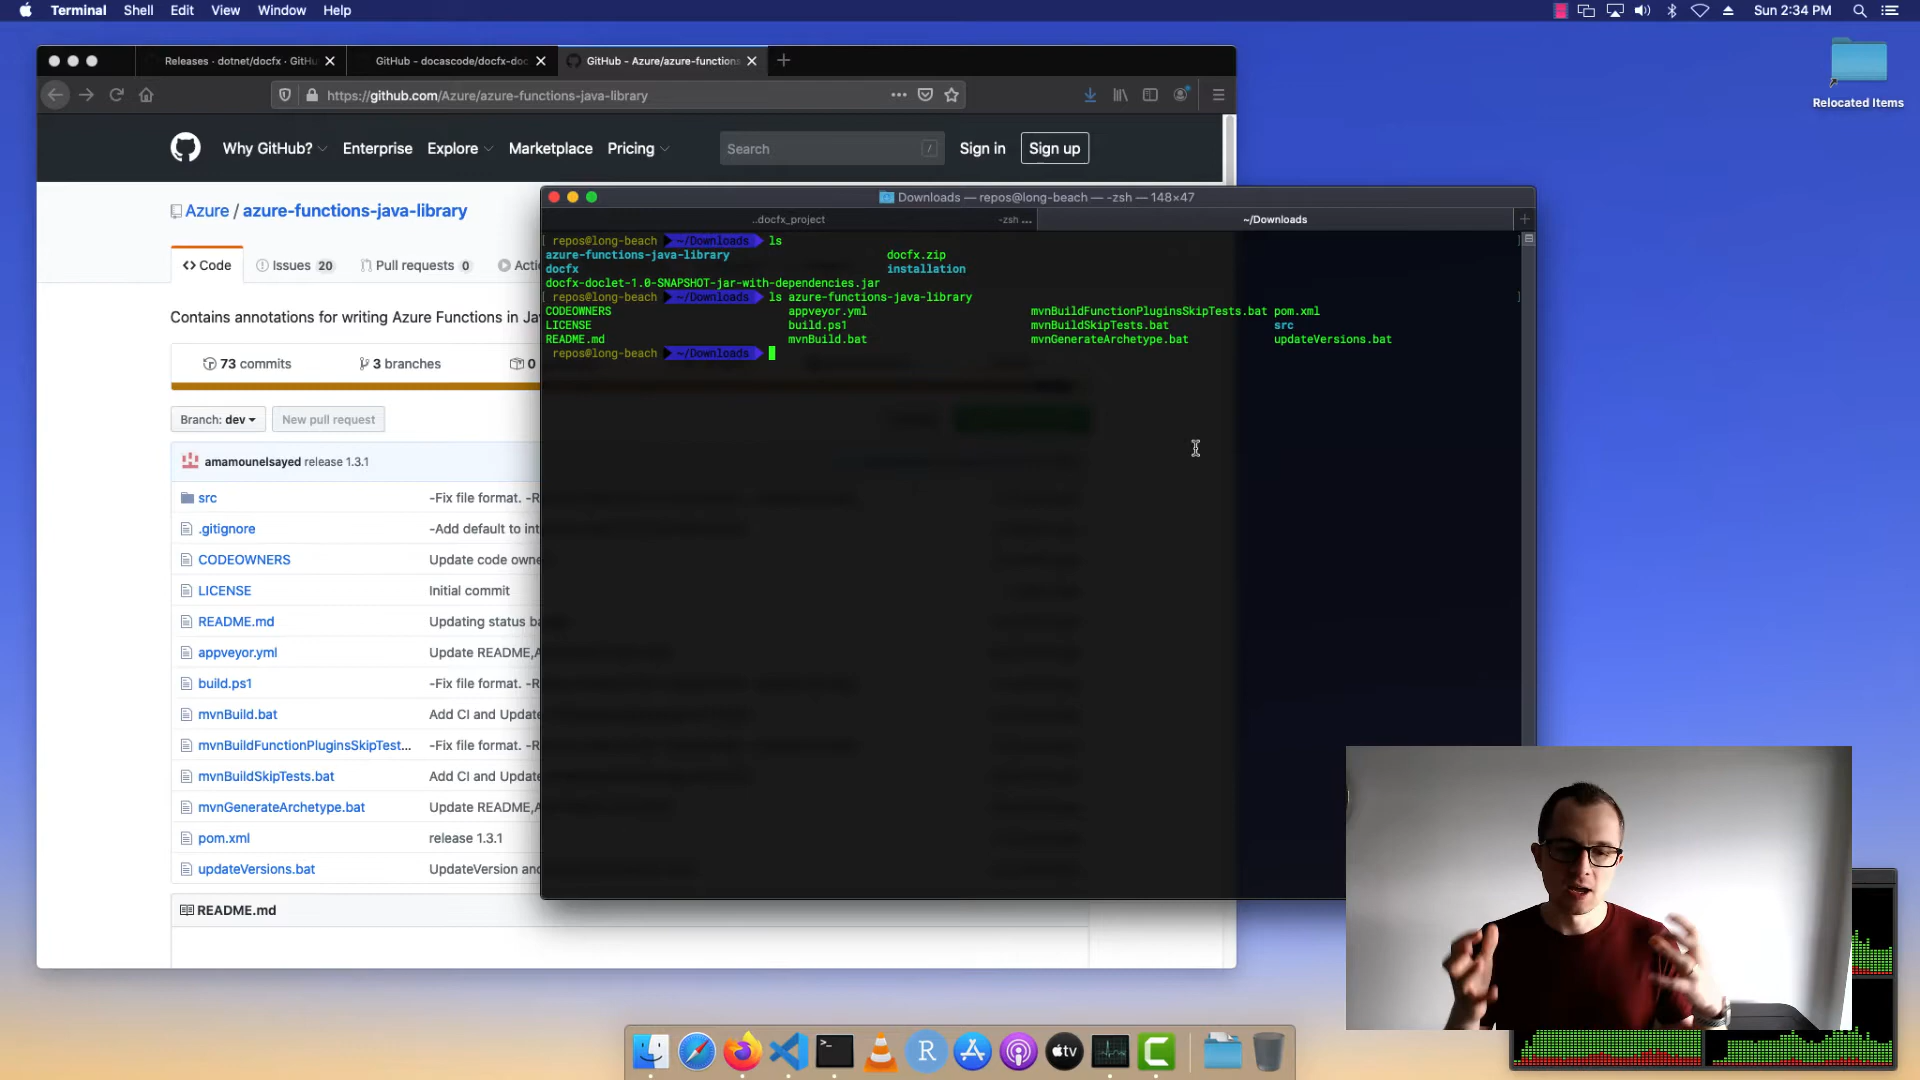 Terminal Shell Edit View Window Help
Sun 2:34 PM
Relocated Items
Releases · dotnet/docfx · GitHu
GitHub - docascode/docfx-doc
GitHub - Azure/azure-functions
https://github.com/Azure/azure-functions-java-library
Why GitHub? Enterprise Explore Marketplace Pricing
Search /
Sign in Sign up
Azure / azure-functions-java-library
Code
Issues 20
Pull requests 0
Acti
Contains annotations for writing Azure Functions in Ja
73 commits
3 branches
0
Branch: dev
New pull request
amamounelsayed release 1.3.1
src -Fix file format. -R
.gitignore -Add default to int
CODEOWNERS Update code owne
LICENSE Initial commit
README.md Updating status ba
appveyor.yml Update README,A
build.ps1 -Fix file format. -R
mvnBuild.bat Add CI and Update
mvnBuildFunctionPluginsSkipTest... -Fix file format. -R
mvnBuildSkipTests.bat Add CI and Update
mvnGenerateArchetype.bat Update README,A
pom.xml release 1.3.1
updateVersions.bat UpdateVersion and
README.md
Downloads — repos@long-beach — -zsh — 148×47
..docfx_project -zsh ...
~/Downloads
[ repos@long-beach ~/Downloads ls ]
azure-functions-java-library docfx.zip
docfx installation
docfx-doclet-1.0-SNAPSHOT-jar-with-dependencies.jar
[ repos@long-beach ~/Downloads ls azure-functions-java-library ]
CODEOWNERS appveyor.yml mvnBuildFunctionPluginsSkipTests.bat pom.xml
LICENSE build.ps1 mvnBuildSkipTests.bat src
README.md mvnBuild.bat mvnGenerateArchetype.bat updateVersions.bat
repos@long-beach ~/Downloads
R
tv
C